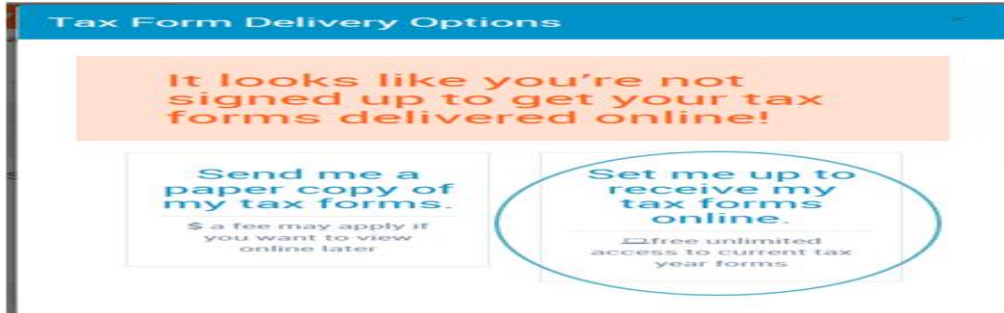 Tax Form Delivery Options
It looks like you're not
signed up to get your tax
forms delivered online!
Send me a
paper copy of
my tax forms.
$ a fee may apply if
you want to view
online later
Set me up to
receive my
tax forms
online.
free unlimited
access to current tax
year forms